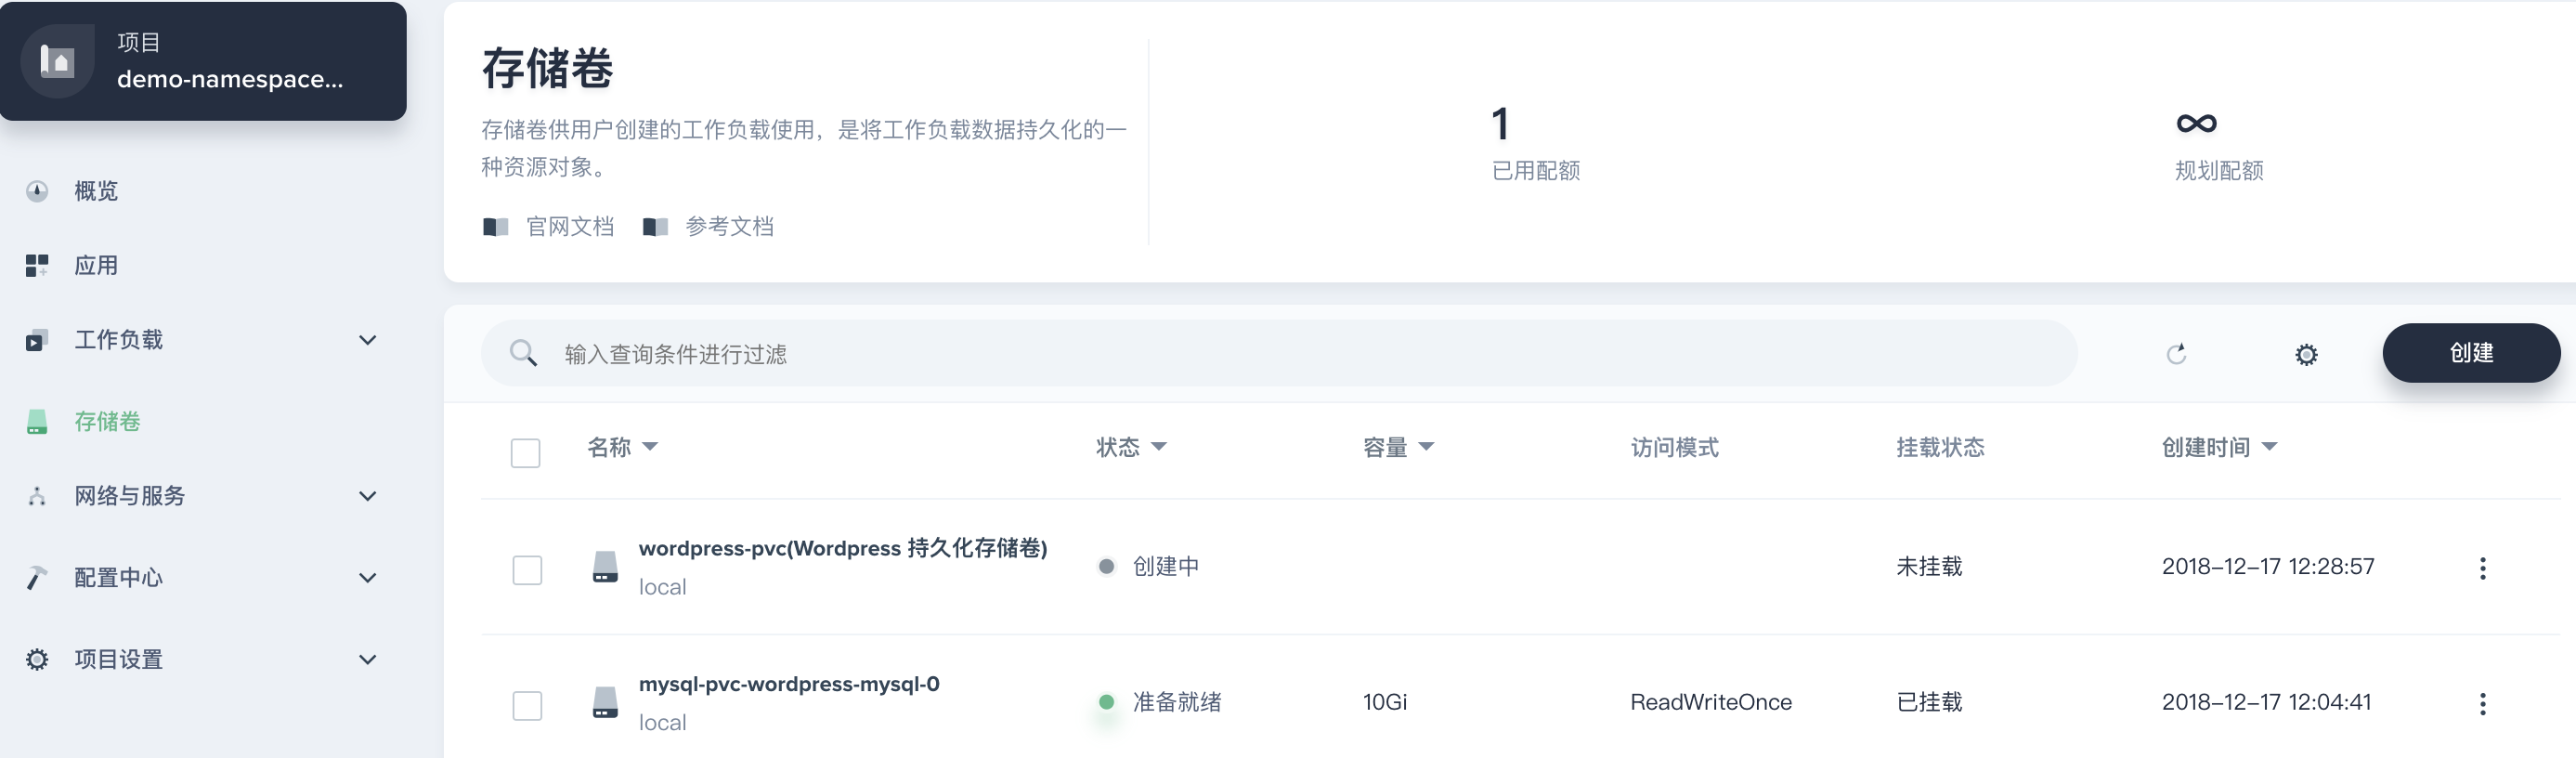 项目
demo-namespace...
概览
应用
工作负载
存储卷
网络与服务
配置中心
项目设置
存储卷
存储卷供用户创建的工作负载使用，是将工作负载数据持久化的一
种资源对象。
官网文档 参考文档
1
已用配额
∞
规划配额
输入查询条件进行过滤
创建
名称 状态 容量 访问模式 挂载状态 创建时间
wordpress-pvc(Wordpress 持久化存储卷)
local
创建中 未挂载 2018-12-17 12:28:57
mysql-pvc-wordpress-mysql-0
local
准备就绪 10Gi ReadWriteOnce 已挂载 2018-12-17 12:04:41